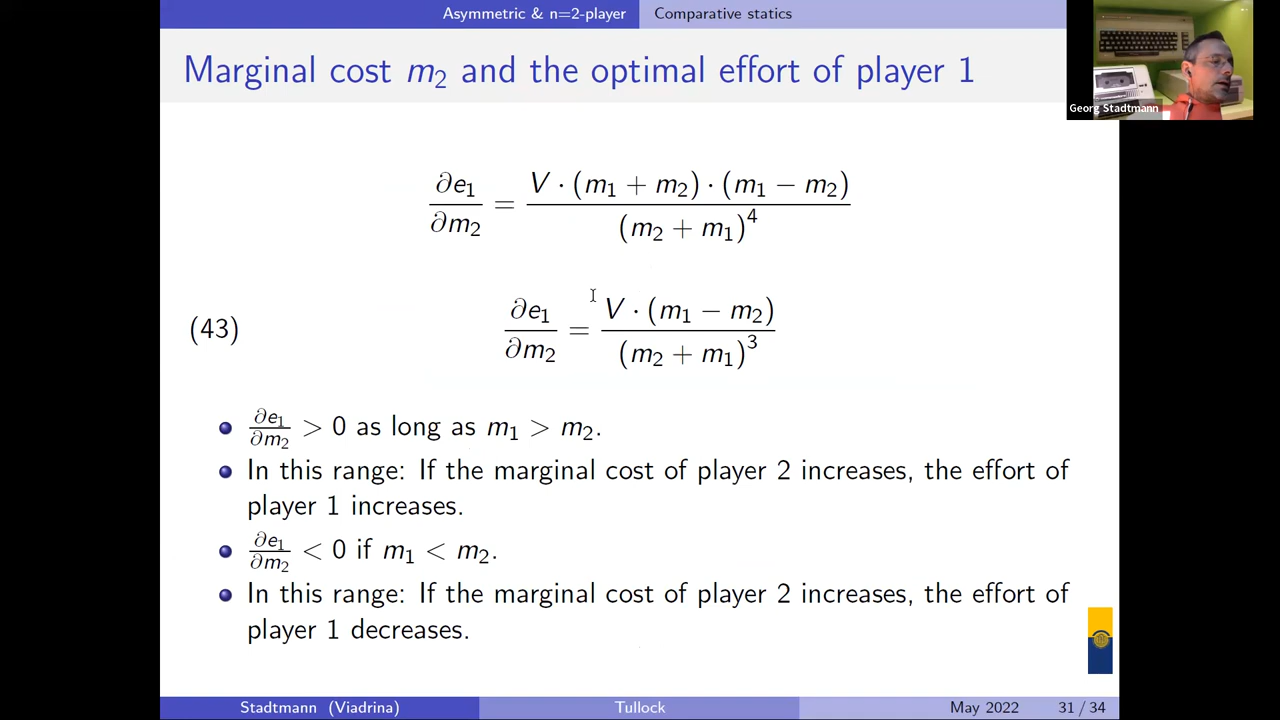 Asymmetric & n=2-player Comparative statics
Georg Stadtmann
Marginal cost m₂ and the optimal effort of player 1
∂e₁/∂m₂ = V · (m₁ + m₂) · (m₁ − m₂) / (m₂ + m₁)⁴
(43) ∂e₁/∂m₂ = V · (m₁ − m₂) / (m₂ + m₁)³
∂e₁/∂m₂ > 0 as long as m₁ > m₂.
In this range: If the marginal cost of player 2 increases, the effort of
player 1 increases.
∂e₁/∂m₂ < 0 if m₁ < m₂.
In this range: If the marginal cost of player 2 increases, the effort of
player 1 decreases.
Stadtmann (Viadrina) Tullock May 2022 31 / 34